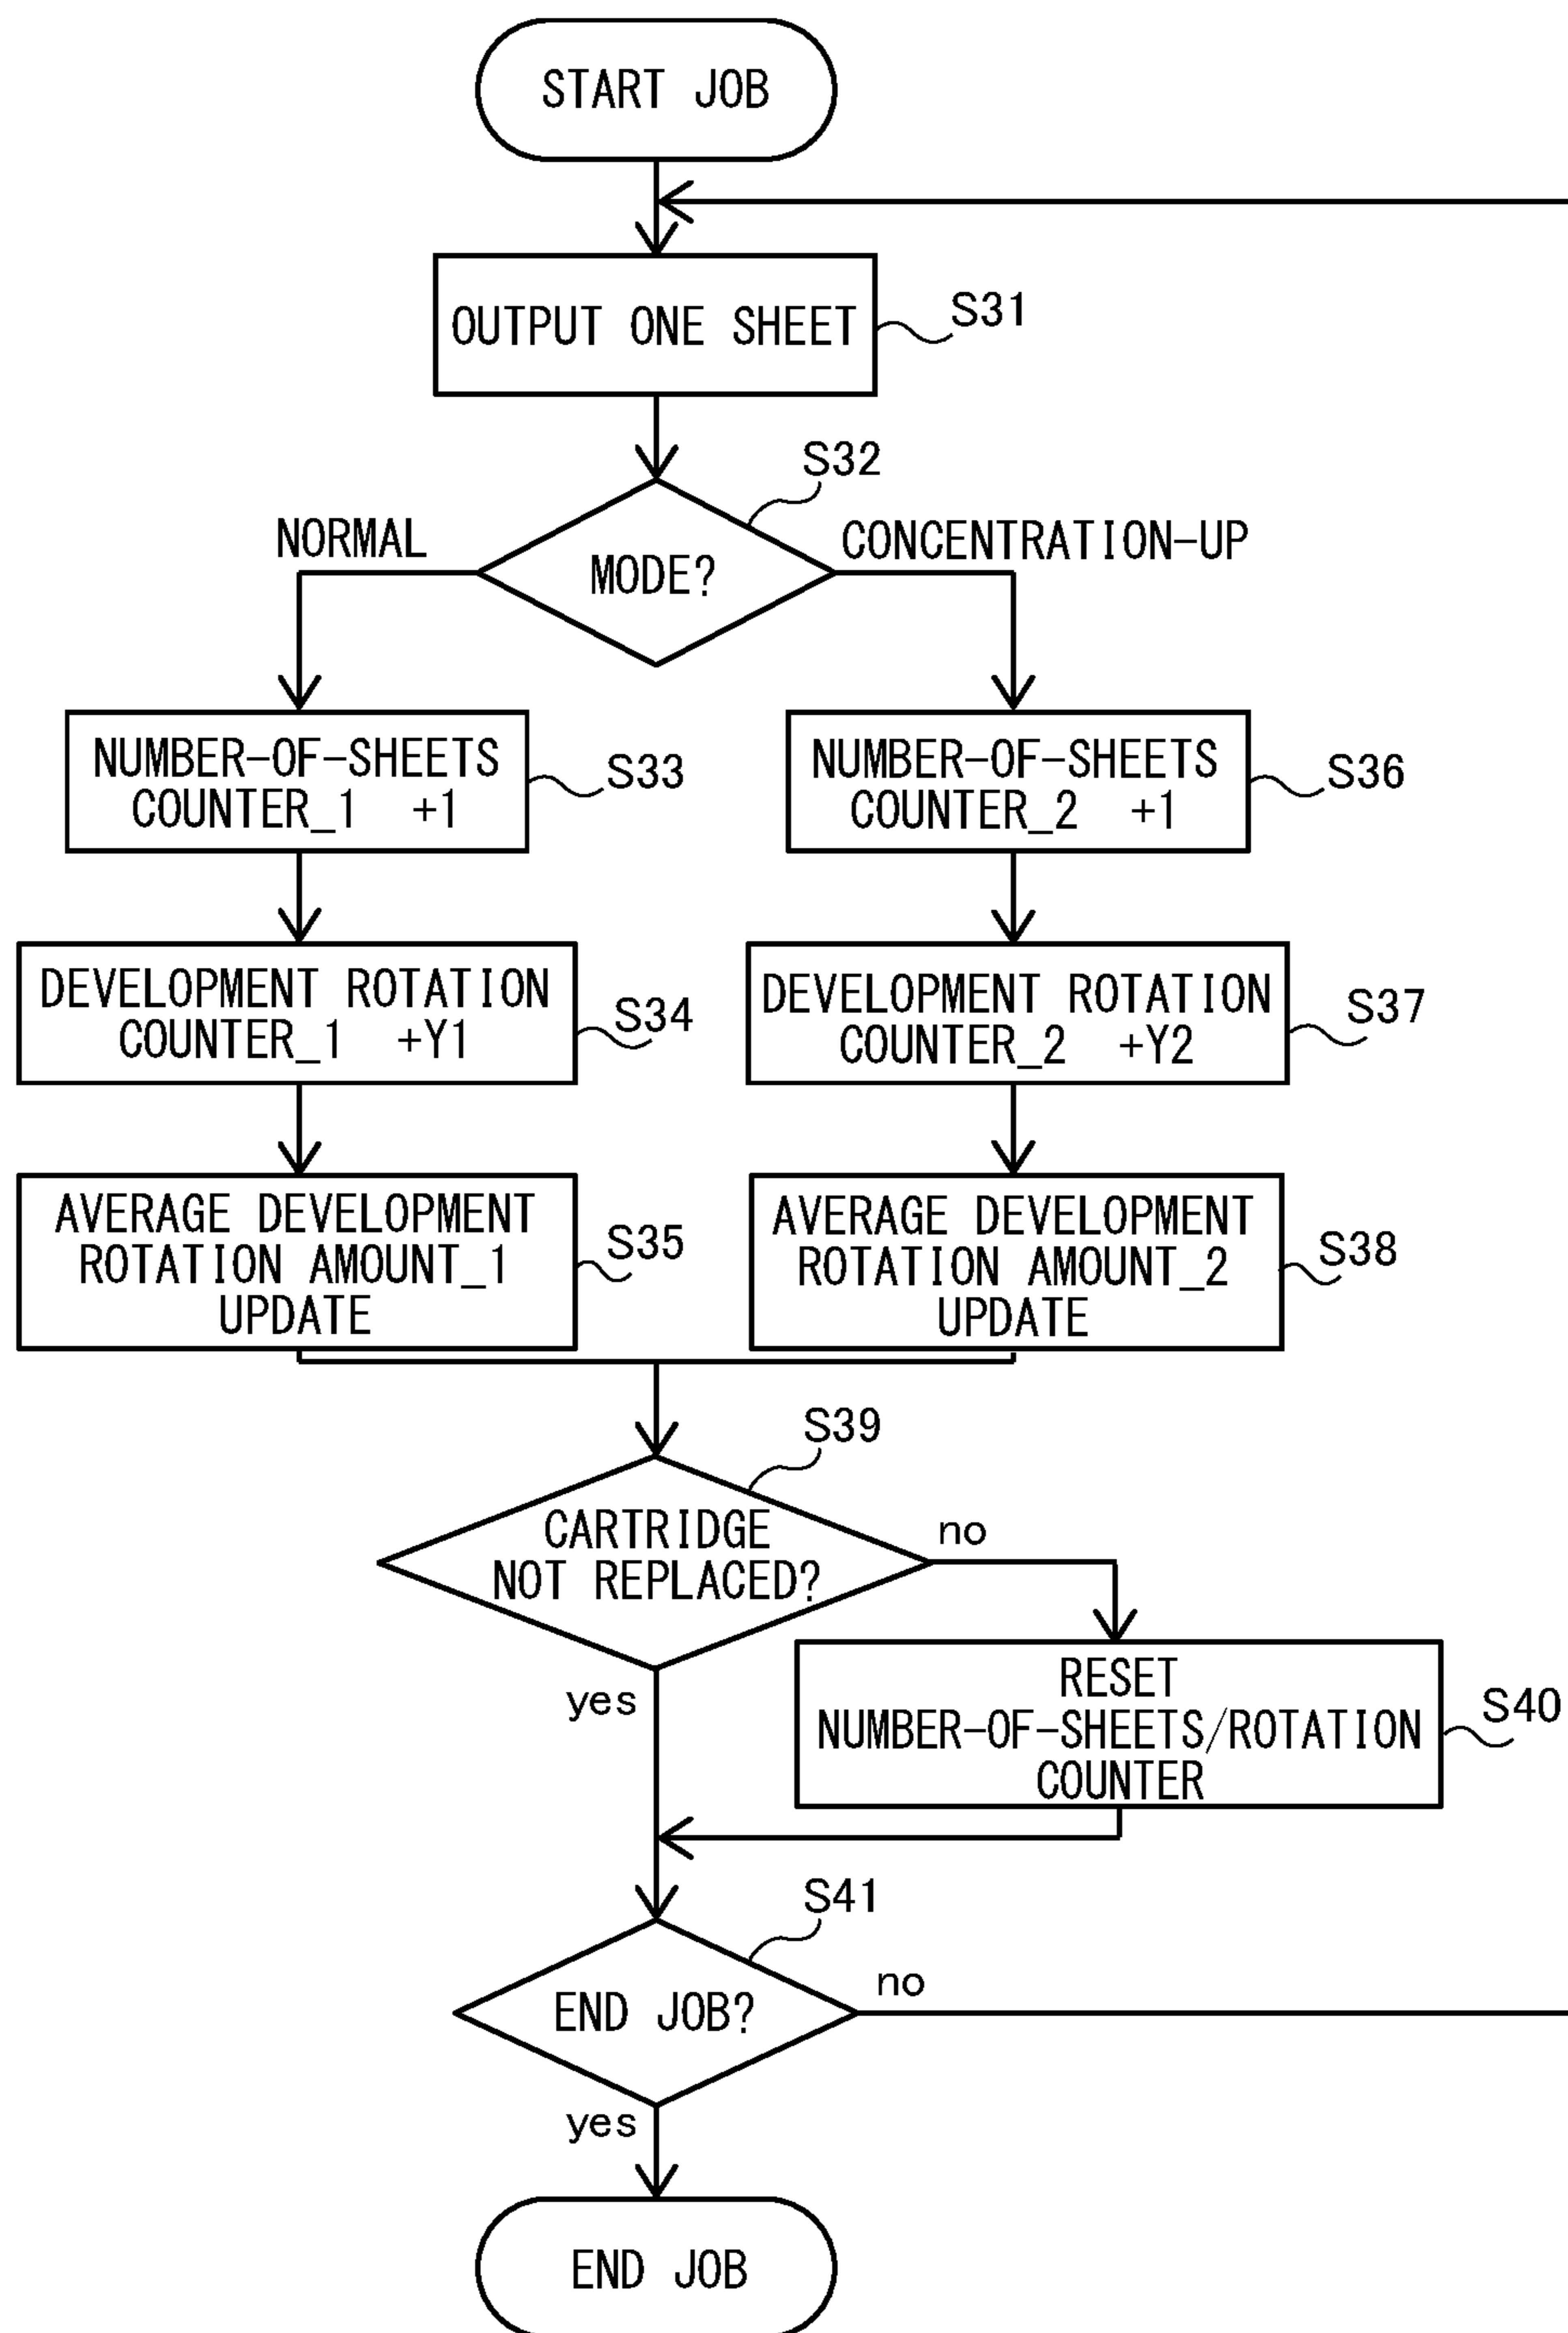 START JOB
OUTPUT ONE SHEET
S31
S32
NORMAL
CONCENTRATION-UP
MODE?
NUMBER-OF-SHEETS
COUNTER_1 +1
S33
NUMBER-OF-SHEETS
COUNTER_2 +1
S36
DEVELOPMENT ROTATION
COUNTER_1 +Y1
S34
DEVELOPMENT ROTATION
COUNTER_2 +Y2
S37
AVERAGE DEVELOPMENT
ROTATION AMOUNT_1
UPDATE
S35
AVERAGE DEVELOPMENT
ROTATION AMOUNT_2
UPDATE
S38
S39
CARTRIDGE
NOT REPLACED?
no
yes
RESET
NUMBER-OF-SHEETS/ROTATION
COUNTER
S40
S41
END JOB?
no
yes
END JOB